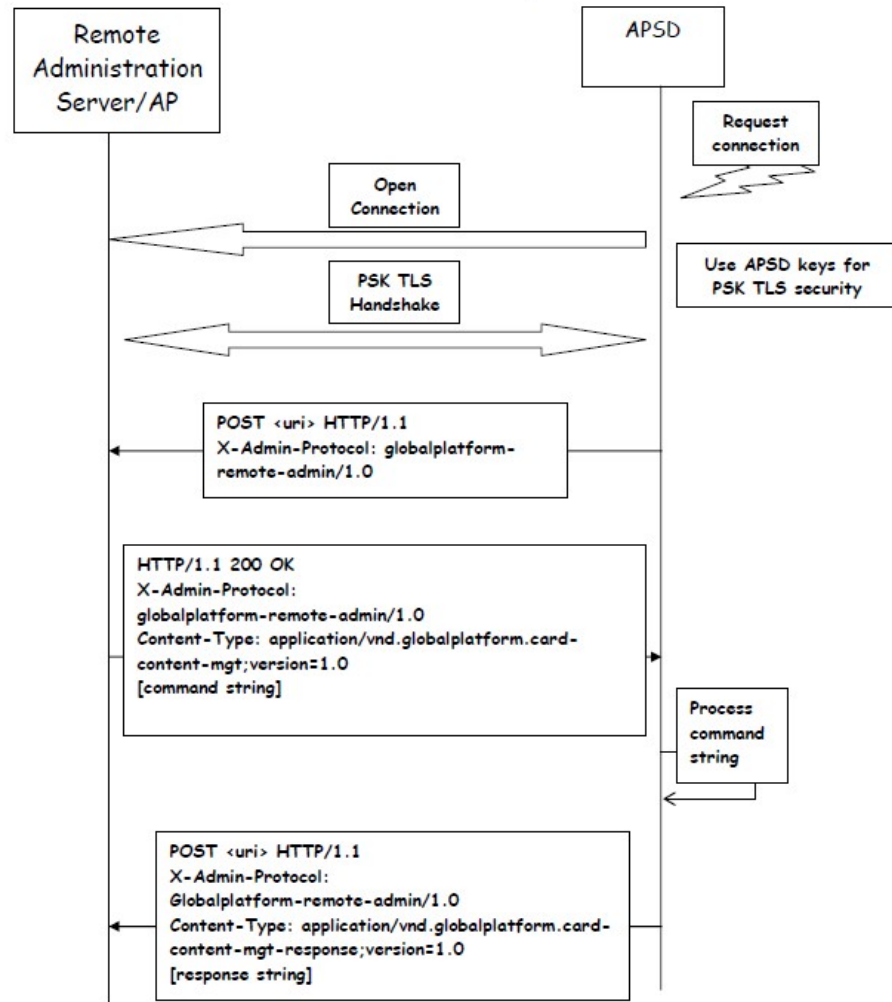 Remote
Administration
Server/AP
APSD
Request
connection
Open
Connection
Use APSD keys for
PSK TLS security
PSK TLS
Handshake
POST <uri> HTTP/1.1
X-Admin-Protocol: globalplatform-
remote-admin/1.0
HTTP/1.1 200 OK
X-Admin-Protocol:
globalplatform-remote-admin/1.0
Content-Type: application/vnd.globalplatform.card-
content-mgt;version=1.0
[command string]
Process
command
string
POST <uri> HTTP/1.1
X-Admin-Protocol:
Globalplatform-remote-admin/1.0
Content-Type: application/vnd.globalplatform.card-
content-mgt-response;version=1.0
[response string]